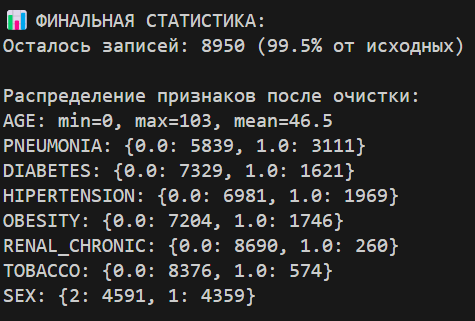 📊 ФИНАЛЬНАЯ СТАТИСТИКА:
Осталось записей: 8950 (99.5% от исходных)
Распределение признаков после очистки:
AGE: min=0, max=103, mean=46.5
PNEUMONIA: {0.0: 5839, 1.0: 3111}
DIABETES: {0.0: 7329, 1.0: 1621}
HIPERTENSION: {0.0: 6981, 1.0: 1969}
OBESITY: {0.0: 7204, 1.0: 1746}
RENAL_CHRONIC: {0.0: 8690, 1.0: 260}
TOBACCO: {0.0: 8376, 1.0: 574}
SEX: {2: 4591, 1: 4359}